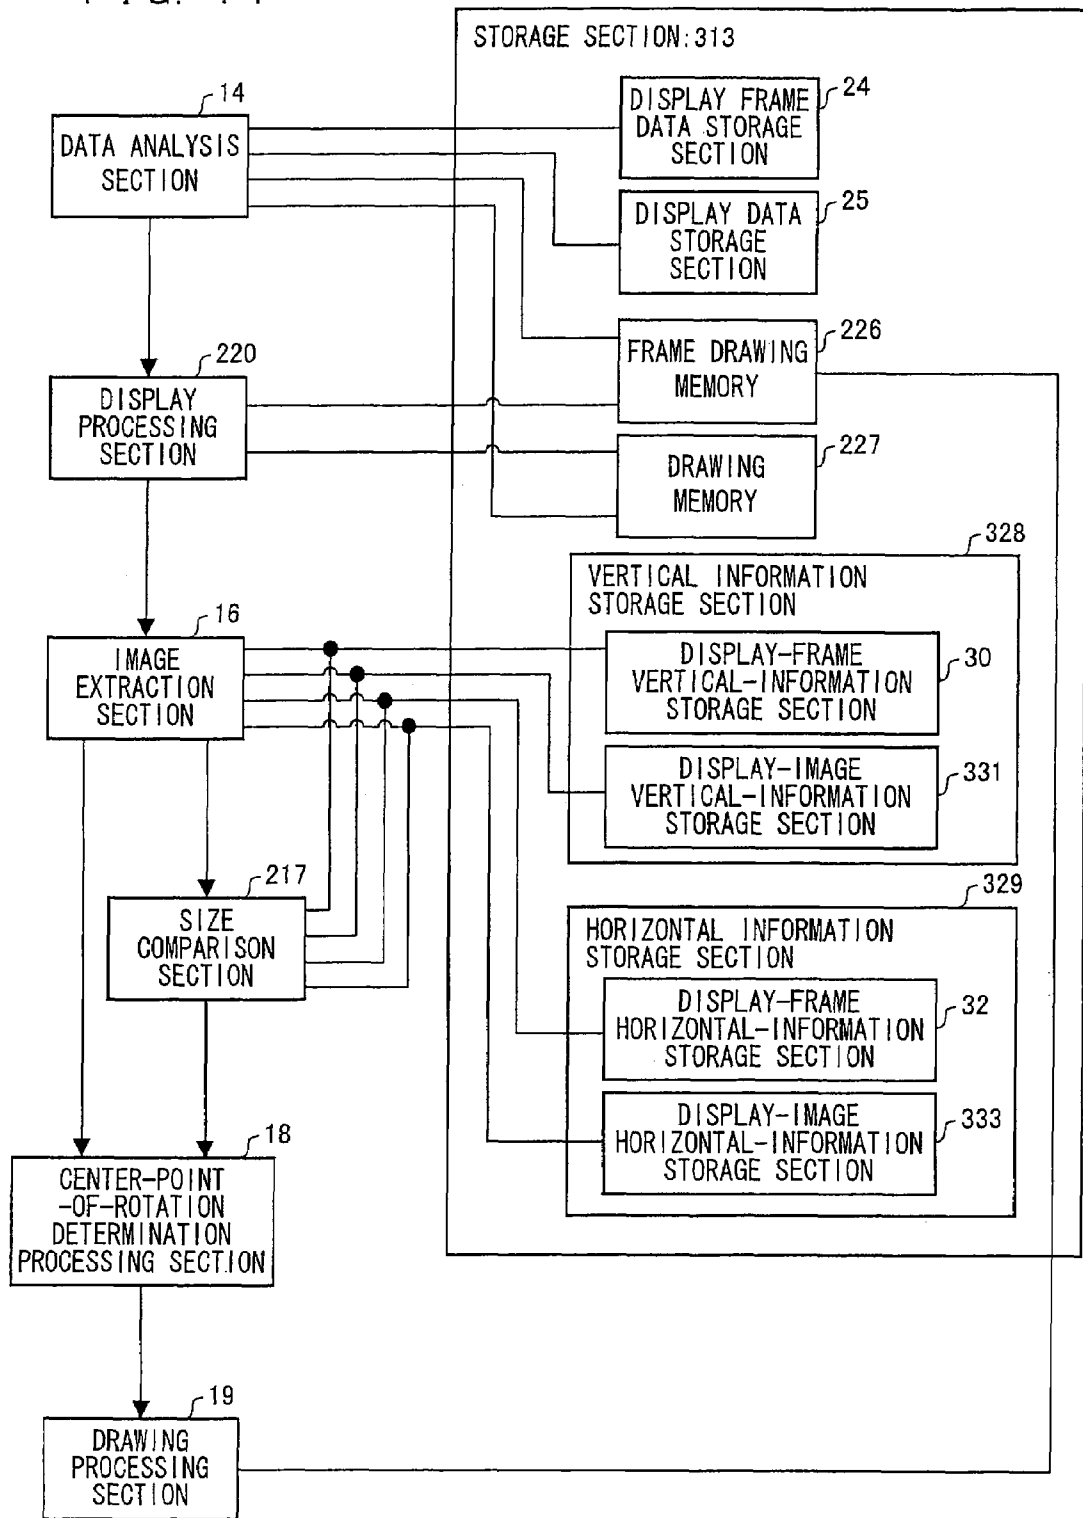 STORAGE SECTION:313
14
DATA ANALYSIS
SECTION
24
DISPLAY FRAME
DATA STORAGE
SECTION
25
DISPLAY DATA
STORAGE
SECTION
220
DISPLAY
PROCESSING
SECTION
226
FRAME DRAWING
MEMORY
227
DRAWING
MEMORY
328
VERTICAL INFORMATION
STORAGE SECTION
16
IMAGE
EXTRACTION
SECTION
30
DISPLAY-FRAME
VERTICAL-INFORMATION
STORAGE SECTION
331
DISPLAY-IMAGE
VERTICAL-INFORMATION
STORAGE SECTION
217
SIZE
COMPARISON
SECTION
329
HORIZONTAL INFORMATION
STORAGE SECTION
32
DISPLAY-FRAME
HORIZONTAL-INFORMATION
STORAGE SECTION
333
DISPLAY-IMAGE
HORIZONTAL-INFORMATION
STORAGE SECTION
18
CENTER-POINT
-OF-ROTATION
DETERMINATION
PROCESSING SECTION
19
DRAWING
PROCESSING
SECTION